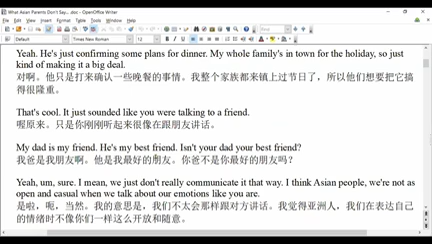 What Asian Parents Don't Say...doc - OpenOffice Writer
File Edit View Insert Format Table Tools Window Help
Default
Times New Roman
12
Yeah. He's just confirming some plans for dinner. My whole family's in town for the holiday, so just
kind of making it a big deal.
对啊。他只是打来确认一些晚餐的事情。我整个家族都来镇上过节日了，所以他们想要把它搞
得很隆重。
That's cool. It just sounded like you were talking to a friend.
喔原来。只是你刚刚听起来很像在跟朋友讲话。
My dad is my friend. He's my best friend. Isn't your dad your best friend?
我爸是我朋友啊。他是我最好的朋友。你爸不是你最好的朋友吗？
Yeah, um, sure. I mean, we just don't really communicate it that way. I think Asian people, we're not as
open and casual when we talk about our emotions like you are.
是啦，呃，当然。我的意思是，我们不太会那样跟对方讲话。我觉得亚洲人，我们在表达自己
的情绪时不像你们一样这么开放和随意。